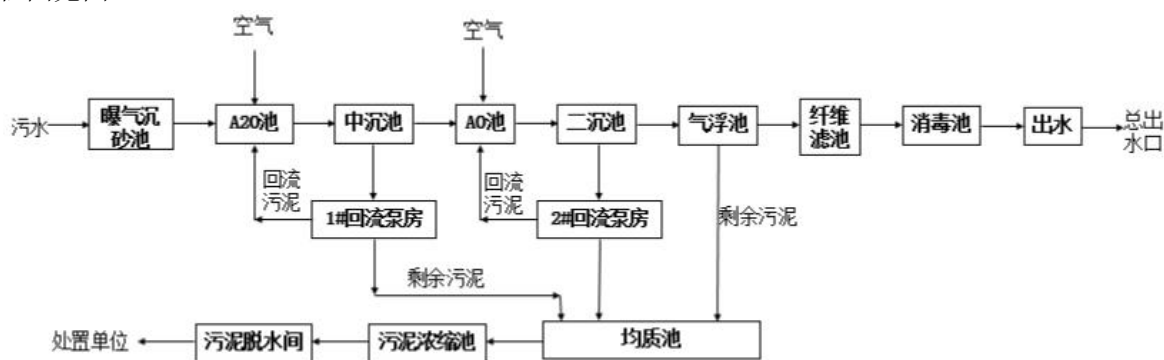 空气
空气
污水
曝气沉
砂池
A2O池
中沉池
AO池
二沉池
气浮池
纤维
滤池
消毒池
出水
总出
水口
回流
污泥
回流
污泥
1#回流泵房
2#回流泵房
剩余污泥
剩余污泥
处置单位
污泥脱水间
污泥浓缩池
均质池